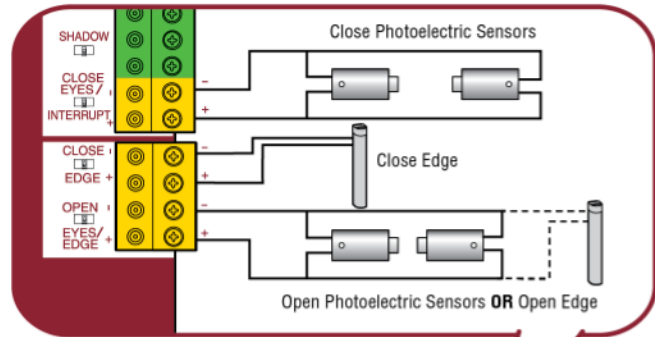 SHADOW
CLOSE
EYES/ -
INTERRUPT +
- 
+
Close Photoelectric Sensors
CLOSE -
EDGE +
-
+
Close Edge
OPEN -
EYES/ +
EDGE
-
+
Open Photoelectric Sensors OR Open Edge